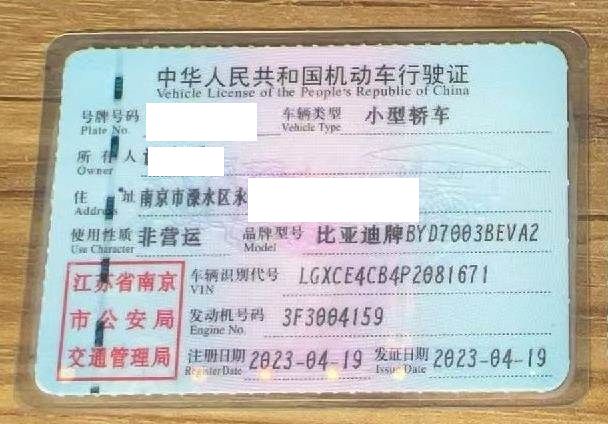 中华人民共和国机动车行驶证
Vehicle License of the People's Republic of China
号牌号码 车辆类型 小型轿车
Plate No. Vehicle Type
所有人
Owner
住址 南京市溧水区永
Address
使用性质 非营运 品牌型号 比亚迪牌BYD7003BEVA2
Use Character Model
江苏省南京
市公安局
交通管理局
车辆识别代号 LGXCE4CB4P2081671
VIN
发动机号码 3F3004159
Engine No.
注册日期 2023-04-19 发证日期 2023-04-19
Register Date Issue Date